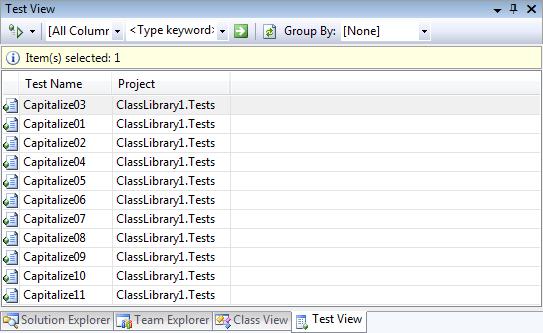 Test View
[All Column
<Type keyword>
Group By: [None]
Item(s) selected: 1
Test Name Project
Capitalize03 ClassLibrary1.Tests
Capitalize01 ClassLibrary1.Tests
Capitalize02 ClassLibrary1.Tests
Capitalize04 ClassLibrary1.Tests
Capitalize05 ClassLibrary1.Tests
Capitalize06 ClassLibrary1.Tests
Capitalize07 ClassLibrary1.Tests
Capitalize08 ClassLibrary1.Tests
Capitalize09 ClassLibrary1.Tests
Capitalize10 ClassLibrary1.Tests
Capitalize11 ClassLibrary1.Tests
Solution Explorer Team Explorer Class View Test View